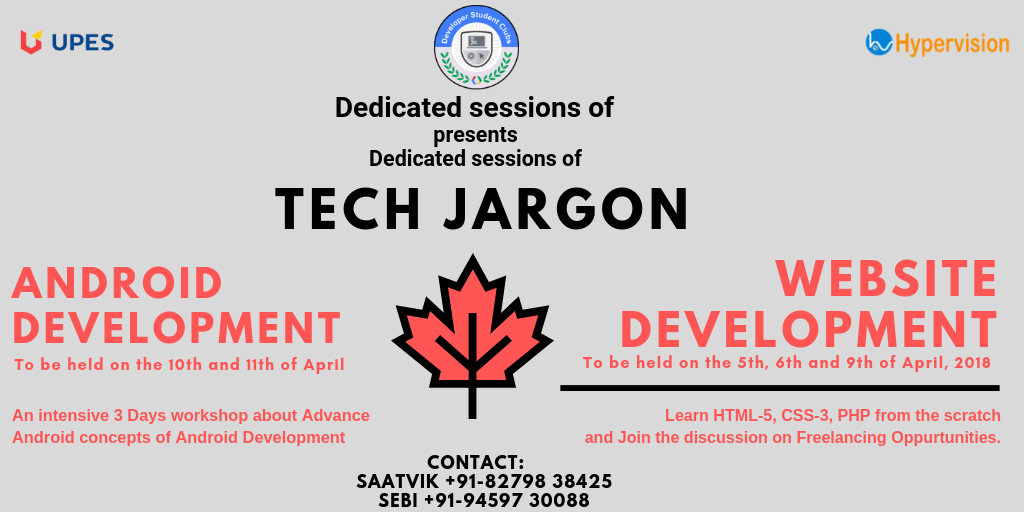 UPES
Developer Student Clubs
Hypervision
Dedicated sessions of
presents
Dedicated sessions of
TECH JARGON
ANDROID
DEVELOPMENT
To be held on the 10th and 11th of April
An intensive 3 Days workshop about Advance
Android concepts of Android Development
WEBSITE
DEVELOPMENT
To be held on the 5th, 6th and 9th of April, 2018
Learn HTML-5, CSS-3, PHP from the scratch
and Join the discussion on Freelancing Oppurtunities.
CONTACT:
SAATVIK +91-82798 38425
SEBI +91-94597 30088